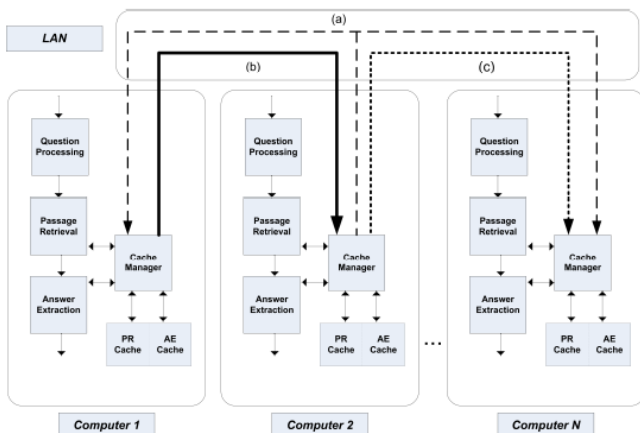 (a)
LAN
(b)
(c)
Question
Processing
Passage
Retrieval
Cache
Manager
Answer
Extraction
PR
Cache
AE
Cache
Computer 1
Question
Processing
Passage
Retrieval
Cache
Manager
Answer
Extraction
PR
Cache
AE
Cache
Computer 2
...
Question
Processing
Passage
Retrieval
Cache
Manager
Answer
Extraction
PR
Cache
AE
Cache
Computer N